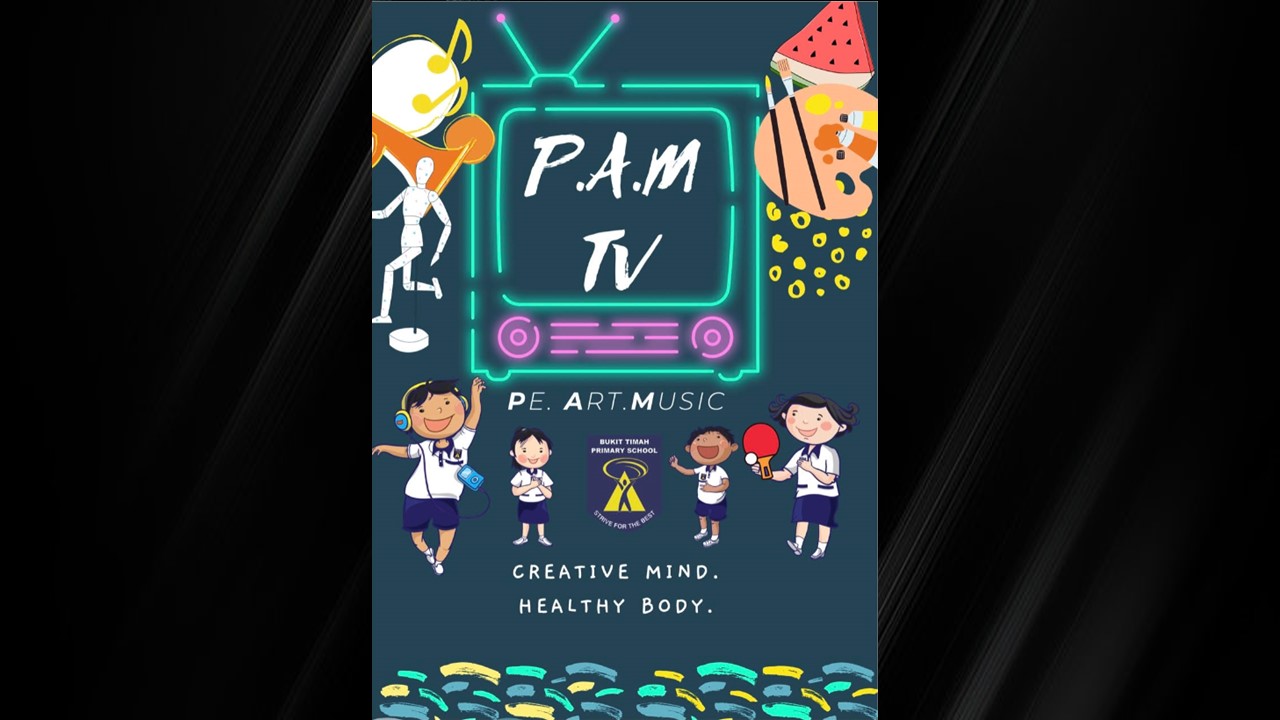 P.A.M
TV
PE. ART.MUSIC
BUKIT TIMAH
PRIMARY SCHOOL
STRIVE FOR THE BEST
CREATIVE MIND.
HEALTHY BODY.